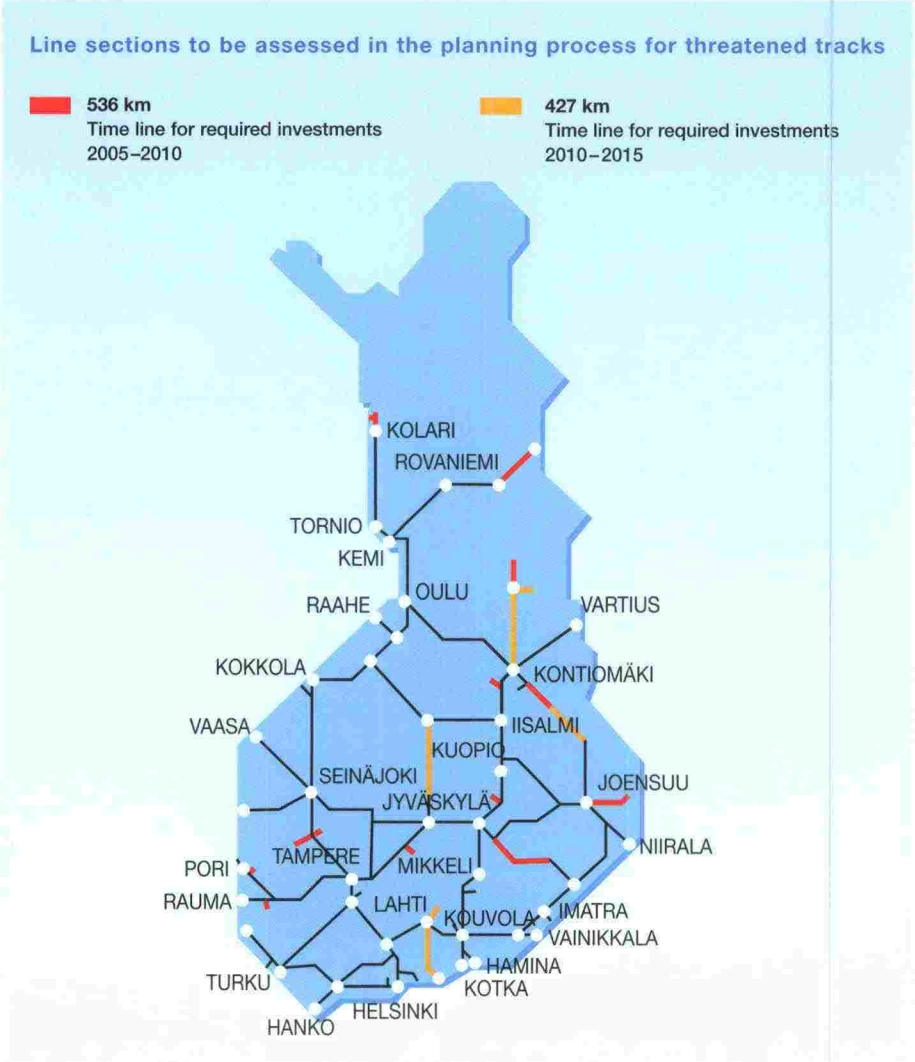 Line sections to be assessed in the planning process for threatened tracks
536 km
Time line for required investments
2005–2010
427 km
Time line for required investments
2010–2015
KOLARI
ROVANIEMI
TORNIO
KEMI
OULU
RAAHE
VARTIUS
KOKKOLA
KONTIOMÄKI
VAASA
IISALMI
KUOPIO
SEINÄJOKI
JOENSUU
JYVÄSKYLÄ
NIIRALA
TAMPERE
MIKKELI
PORI
RAUMA
LAHTI
KOUVOLA
IMATRA
VAINIKKALA
HAMINA
TURKU
KOTKA
HELSINKI
HANKO